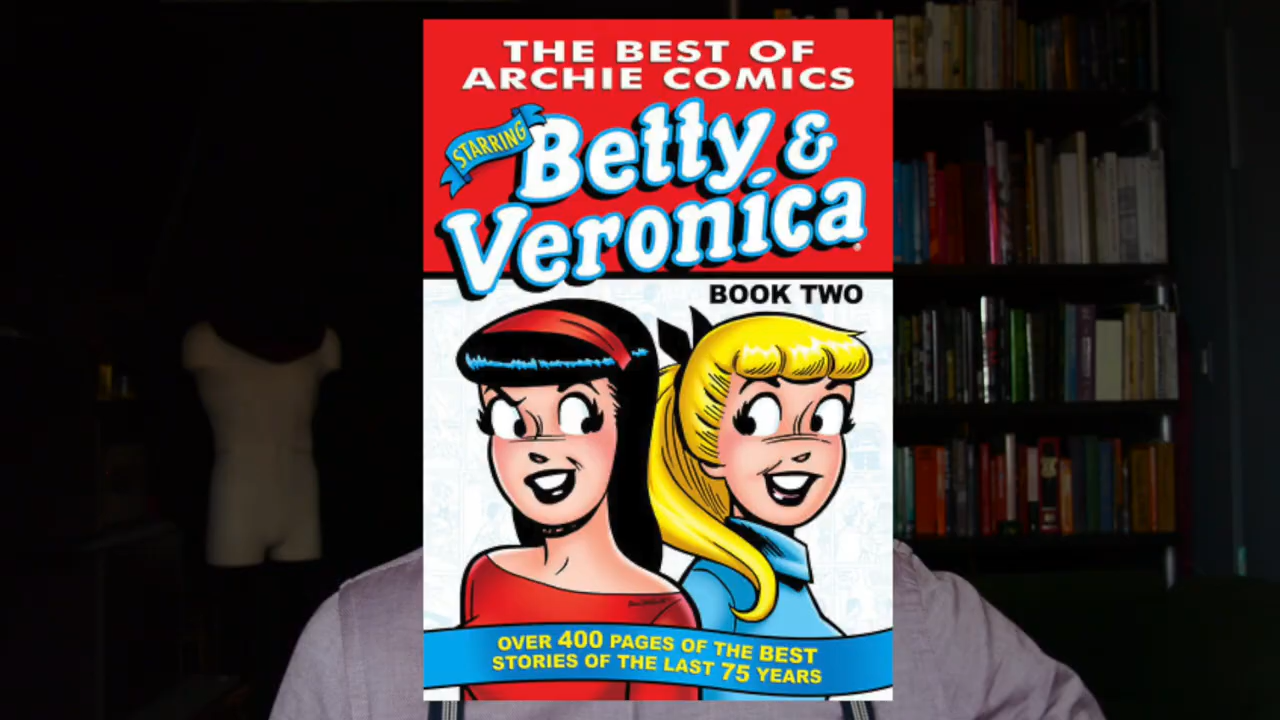 THE BEST OF
ARCHIE COMICS
STARRING
Betty &
Veronica
BOOK TWO
OVER 400 PAGES OF THE BEST
STORIES OF THE LAST 75 YEARS